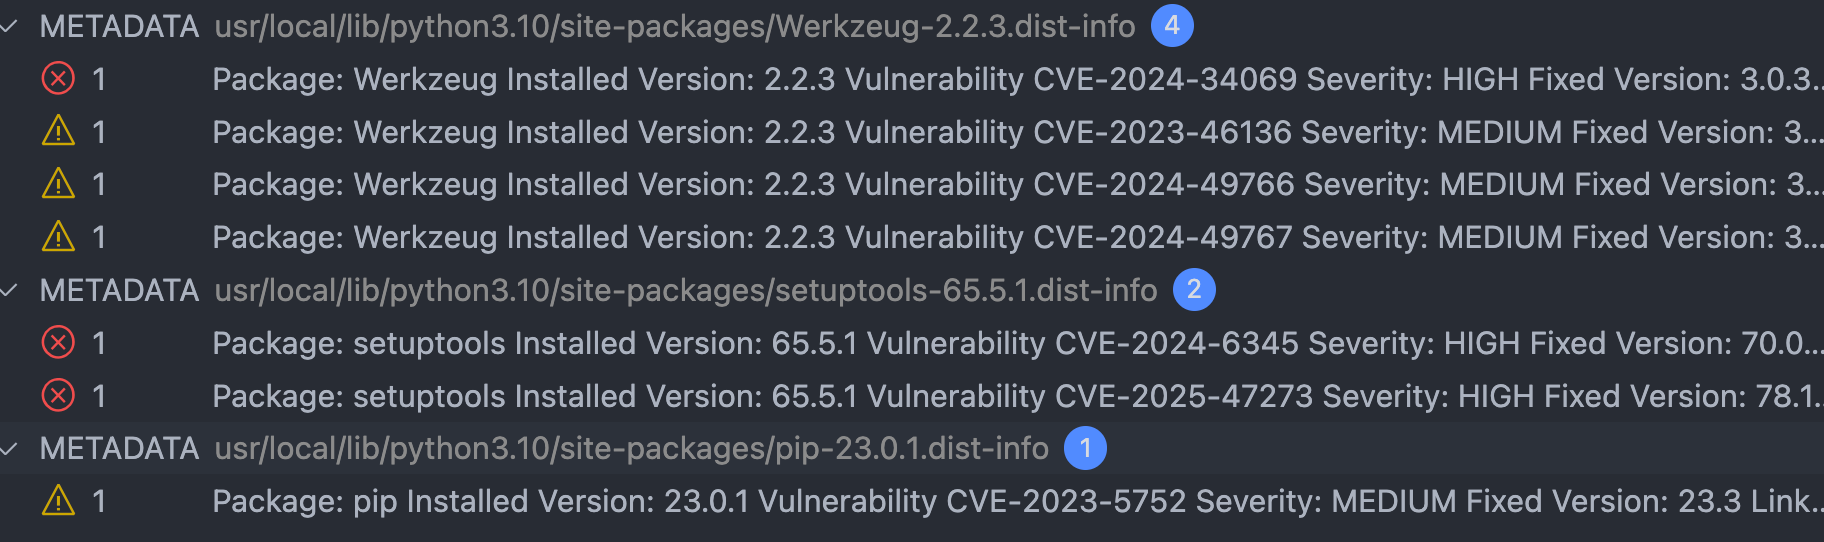 METADATA usr/local/lib/python3.10/site-packages/Werkzeug-2.2.3.dist-info 4
1 Package: Werkzeug Installed Version: 2.2.3 Vulnerability CVE-2024-34069 Severity: HIGH Fixed Version: 3.0.3...
1 Package: Werkzeug Installed Version: 2.2.3 Vulnerability CVE-2023-46136 Severity: MEDIUM Fixed Version: 3...
1 Package: Werkzeug Installed Version: 2.2.3 Vulnerability CVE-2024-49766 Severity: MEDIUM Fixed Version: 3...
1 Package: Werkzeug Installed Version: 2.2.3 Vulnerability CVE-2024-49767 Severity: MEDIUM Fixed Version: 3...
METADATA usr/local/lib/python3.10/site-packages/setuptools-65.5.1.dist-info 2
1 Package: setuptools Installed Version: 65.5.1 Vulnerability CVE-2024-6345 Severity: HIGH Fixed Version: 70.0...
1 Package: setuptools Installed Version: 65.5.1 Vulnerability CVE-2025-47273 Severity: HIGH Fixed Version: 78.1...
METADATA usr/local/lib/python3.10/site-packages/pip-23.0.1.dist-info 1
1 Package: pip Installed Version: 23.0.1 Vulnerability CVE-2023-5752 Severity: MEDIUM Fixed Version: 23.3 Link...